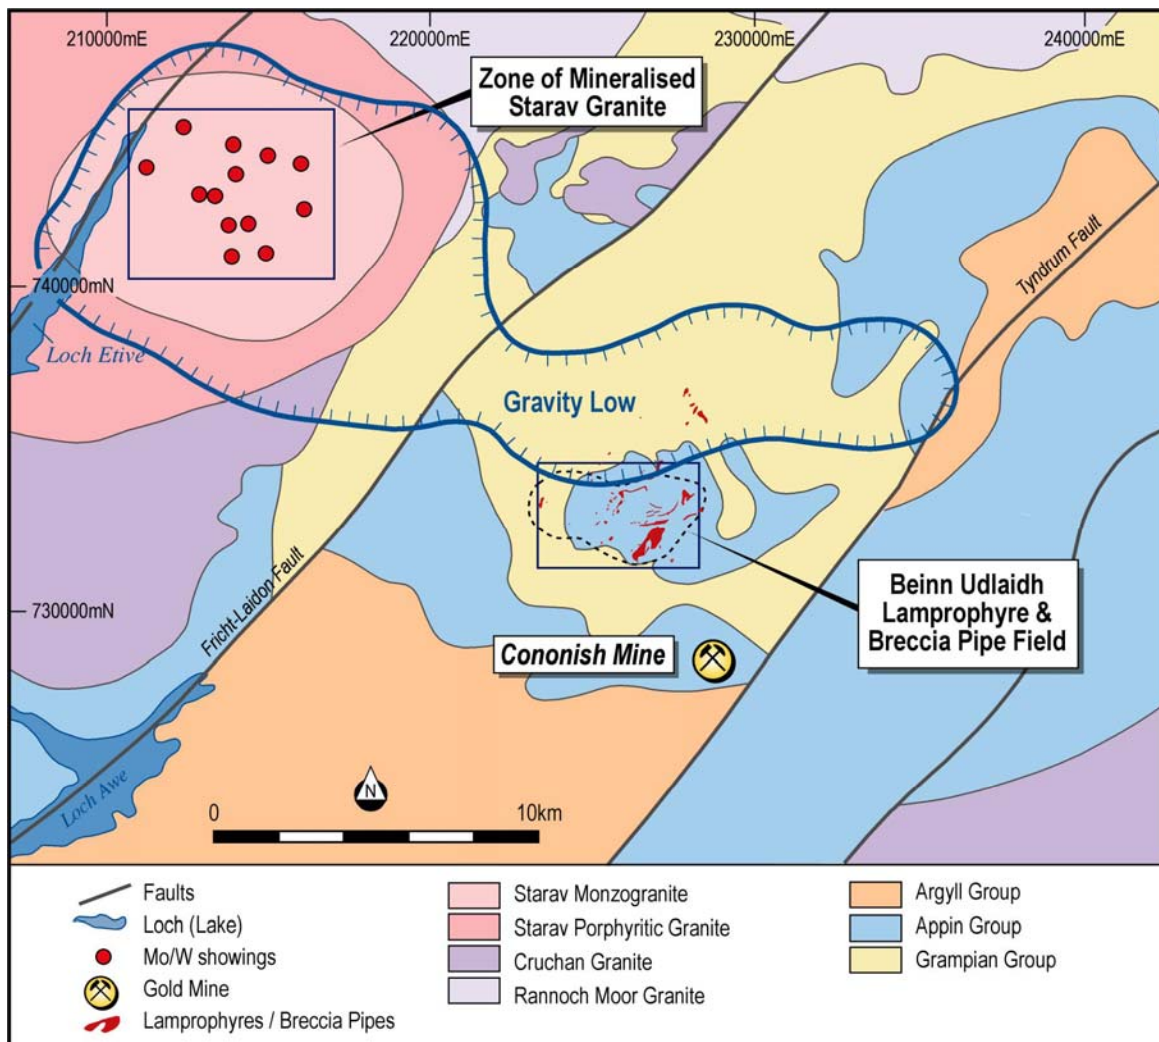 210000mE
220000mE
230000mE
240000mE
Zone of Mineralised
Starav Granite
Tyndrum Fault
740000mN
Loch Etive
Gravity Low
Beinn Udlaidh
Lamprophyre &
Breccia Pipe Field
730000mN
Fricht-Laidon Fault
Cononish Mine
Loch Awe
N
0
10km
Faults
Loch (Lake)
Mo/W showings
Gold Mine
Lamprophyres / Breccia Pipes
Starav Monzogranite
Starav Porphyritic Granite
Cruchan Granite
Rannoch Moor Granite
Argyll Group
Appin Group
Grampian Group